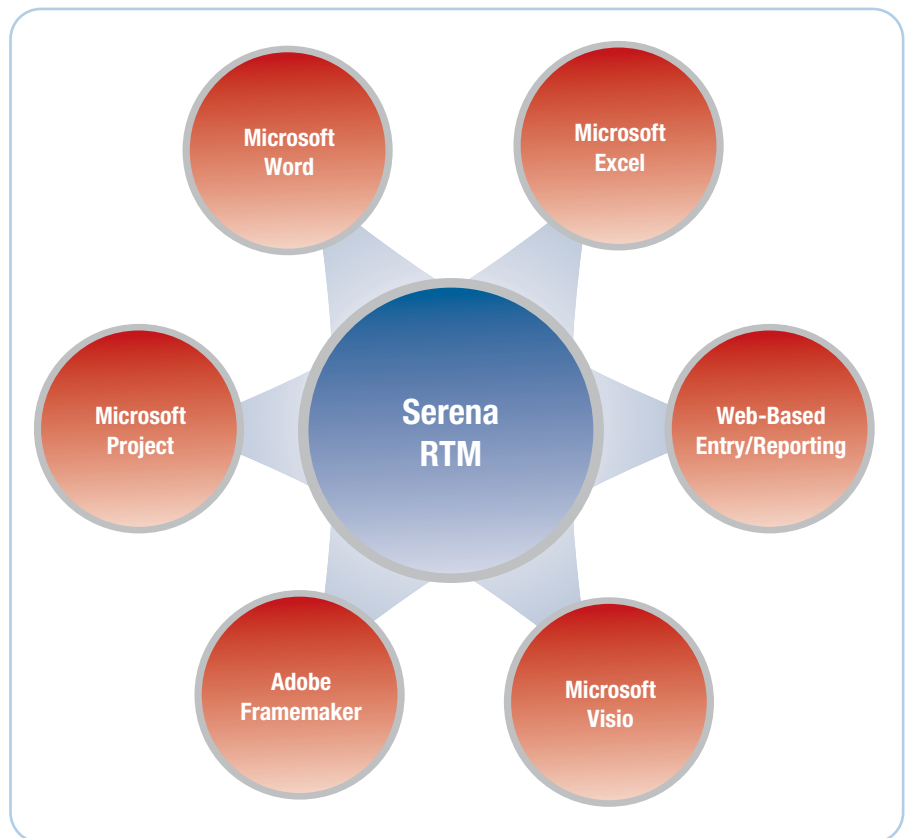 Microsoft
Word
Microsoft
Excel
Microsoft
Project
Serena
RTM
Web-Based
Entry/Reporting
Adobe
Framemaker
Microsoft
Visio